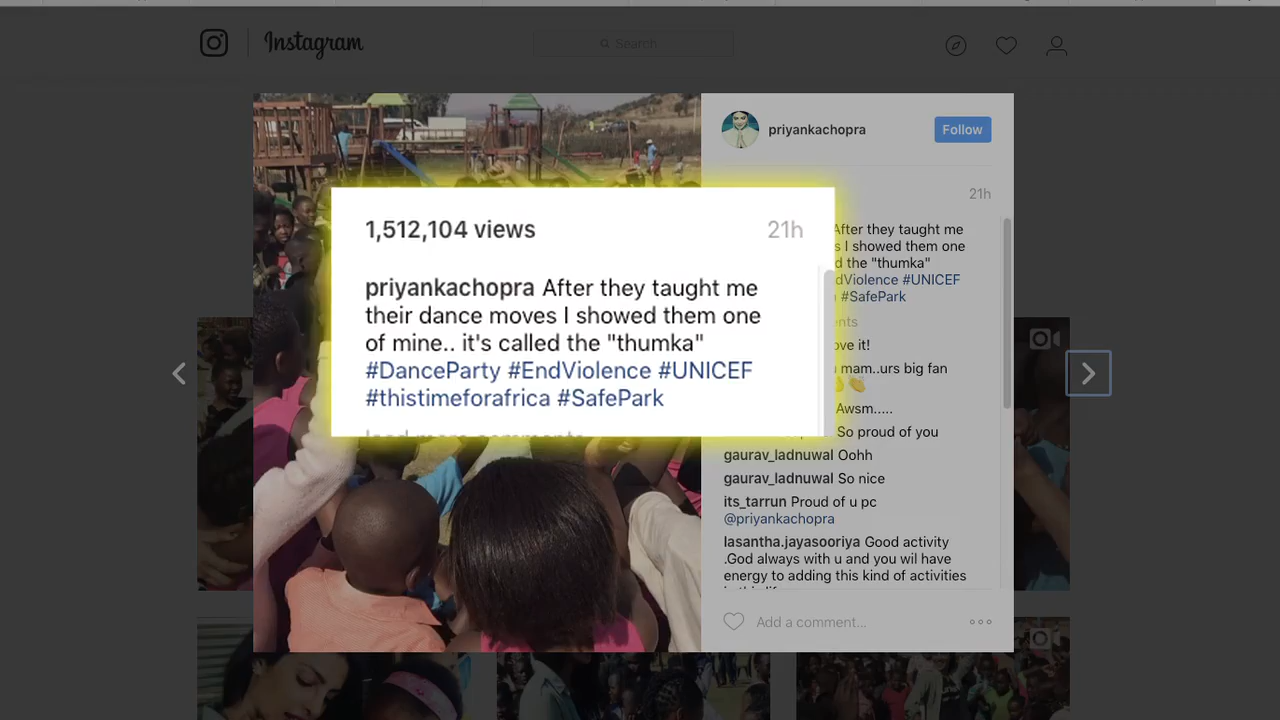 Instagram
Search
priyankachopra
Follow
21h
1,512,104 views
21h
priyankachopra After they taught me
their dance moves I showed them one
of mine.. it's called the "thumka"
#DanceParty #EndViolence #UNICEF
#thistimeforafrica #SafePark
load more comments
After they taught me
I showed them one
the "thumka"
#UNICEF
#SafePark
mam..urs big fan
Awsm.....
So proud of you
gaurav_ladnuwal Oohh
gaurav_ladnuwal So nice
its_tarrun Proud of u pc
@priyankachopra
lasantha.jayasooriya Good activity
.God always with u and you wil have
energy to adding this kind of activities
Add a comment...